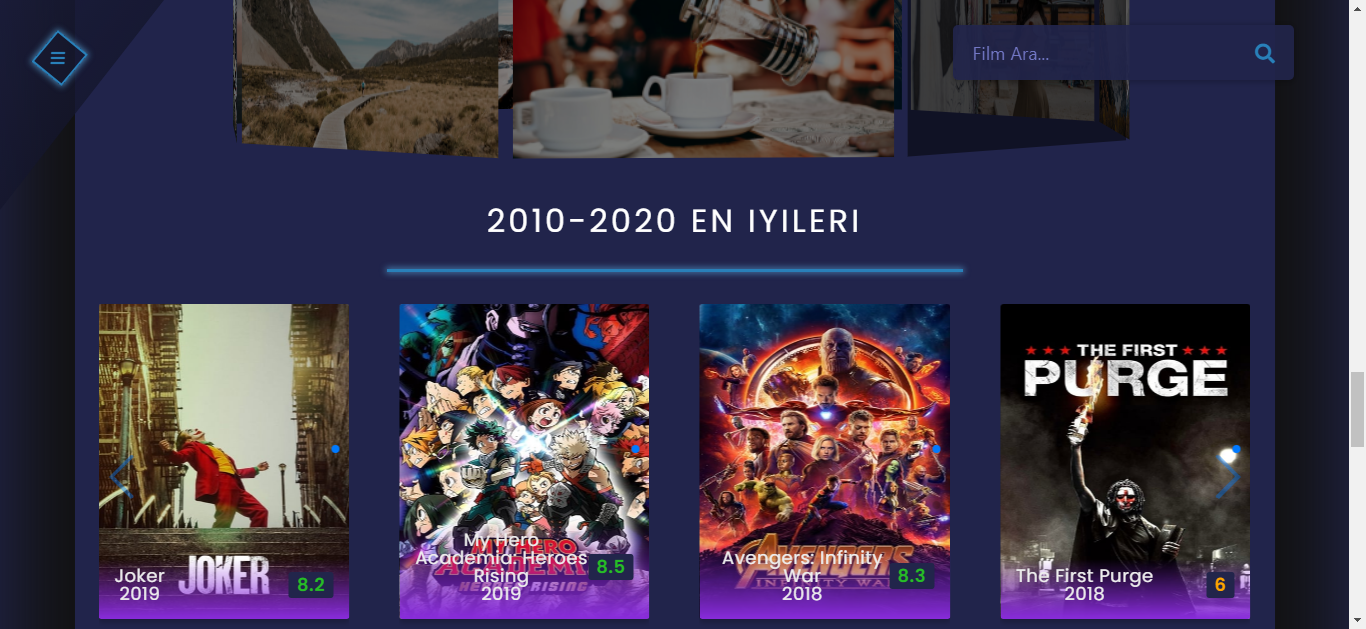 Film Ara...
2010-2020 EN IYILERI
JOKER
Joker
2019
8.2
MY HERO
ACADEMIA
HEROES RISING
My Hero
Academia: Heroes
Rising
2019
8.5
AVENGERS
INFINITY WAR
Avengers: Infinity
War
2018
8.3
THE FIRST
PURGE
The First Purge
2018
6